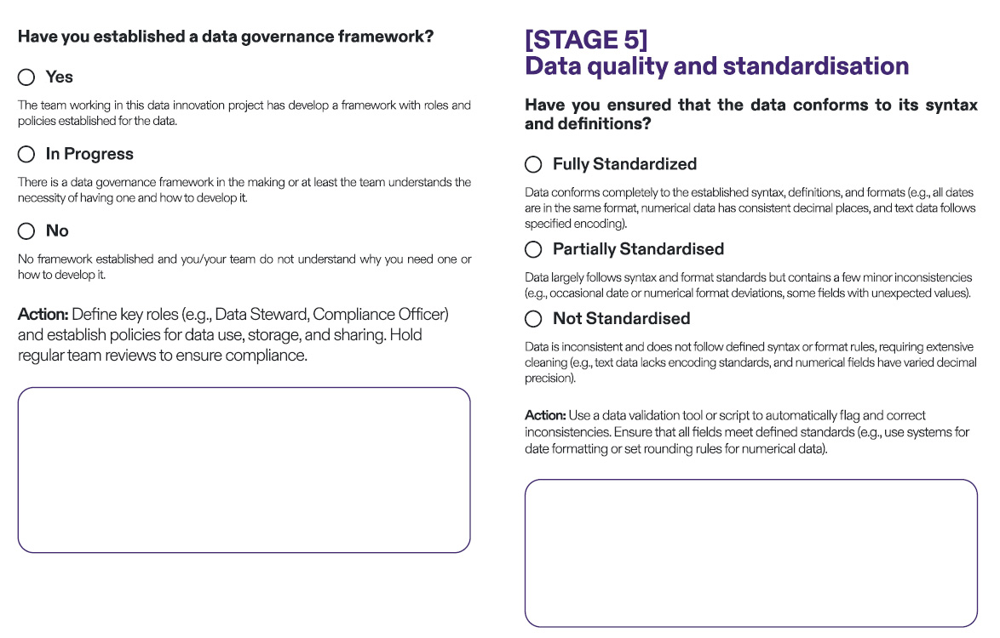 Have you established a data governance framework?
Yes
The team working in this data innovation project has develop a framework with roles and
policies established for the data.
In Progress
There is a data governance framework in the making or at least the team understands the
necessity of having one and how to develop it.
No
No framework established and you/your team do not understand why you need one or
how to develop it.
Action: Define key roles (e.g., Data Steward, Compliance Officer)
and establish policies for data use, storage, and sharing. Hold
regular team reviews to ensure compliance.
[STAGE 5]
Data quality and standardisation
Have you ensured that the data conforms to its syntax
and definitions?
Fully Standardized
Data conforms completely to the established syntax, definitions, and formats (e.g., all dates
are in the same format, numerical data has consistent decimal places, and text data follows
specified encoding).
Partially Standardised
Data largely follows syntax and format standards but contains a few minor inconsistencies
(e.g., occasional date or numerical format deviations, some fields with unexpected values).
Not Standardised
Data is inconsistent and does not follow defined syntax or format rules, requiring extensive
cleaning (e.g., text data lacks encoding standards, and numerical fields have varied decimal
precision).
Action: Use a data validation tool or script to automatically flag and correct
inconsistencies. Ensure that all fields meet defined standards (e.g., use systems for
date formatting or set rounding rules for numerical data).